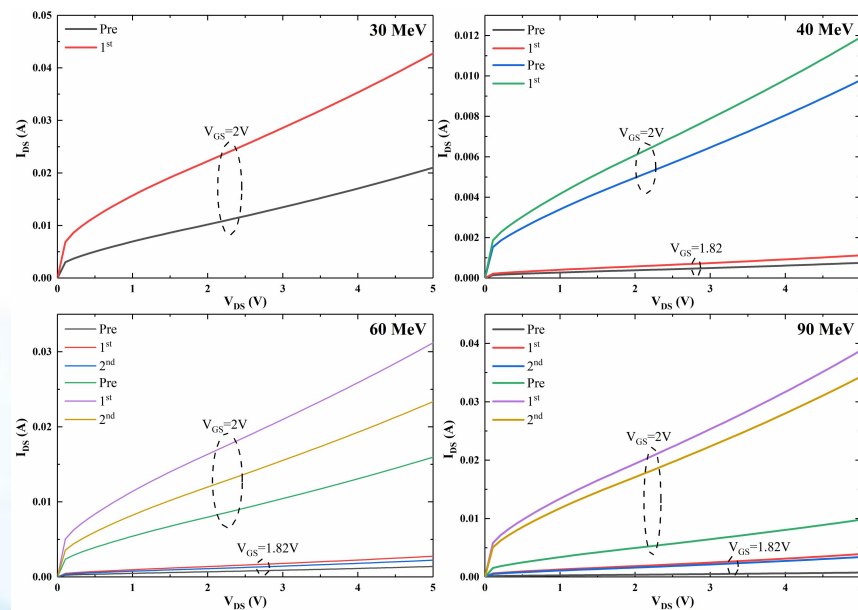 30 MeV
Pre
1st
VGS=2V
IDS (A)
0.05
0.04
0.03
0.02
0.01
0.00
0 1 2 3 4 5
VDS (V)
40 MeV
Pre
1st
Pre
1st
VGS=2V
VGS=1.82
IDS (A)
0.012
0.010
0.008
0.006
0.004
0.002
0.000
0 1 2 3 4
VDS (V)
60 MeV
Pre
1st
2nd
Pre
1st
2nd
VGS=2V
VGS=1.82V
IDS (A)
0.03
0.02
0.01
0.00
0 1 2 3 4 5
VDS (V)
90 MeV
Pre
1st
2nd
Pre
1st
2nd
VGS=2V
VGS=1.82V
IDS (A)
0.04
0.03
0.02
0.01
0.00
0 1 2 3 4
VDS (V)